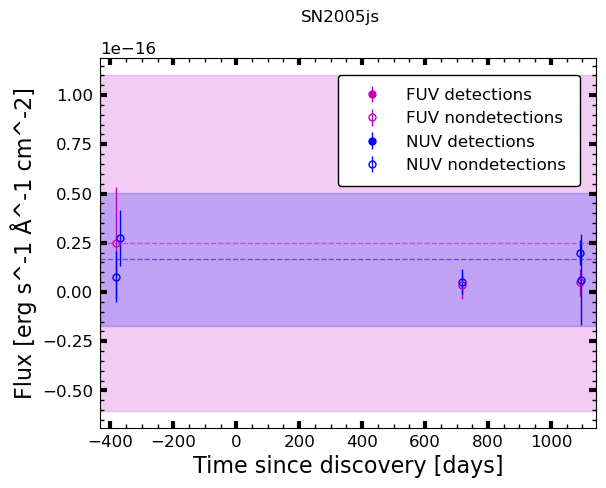 SN2005js
1e−16
FUV detections
FUV nondetections
NUV detections
NUV nondetections
1.00
0.75
0.50
0.25
0.00
−0.25
−0.50
Flux [erg s^-1 Å^-1 cm^-2]
−400 −200 0 200 400 600 800 1000
Time since discovery [days]